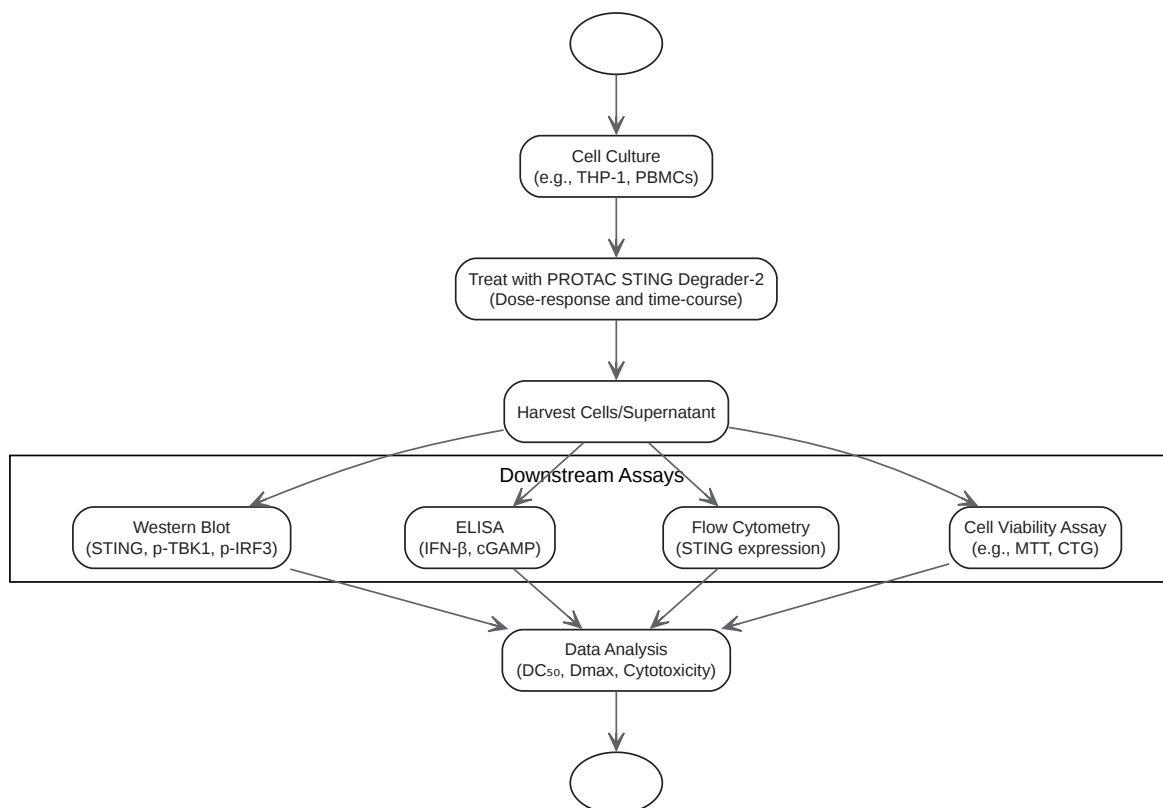 Cell Culture
(e.g., THP-1, PBMCs)
Treat with PROTAC STING Degrader-2
(Dose-response and time-course)
Harvest Cells/Supernatant
Downstream Assays
Western Blot
(STING, p-TBK1, p-IRF3)
ELISA
(IFN-β, cGAMP)
Flow Cytometry
(STING expression)
Cell Viability Assay
(e.g., MTT, CTG)
Data Analysis
(DC₅₀, Dmax, Cytotoxicity)